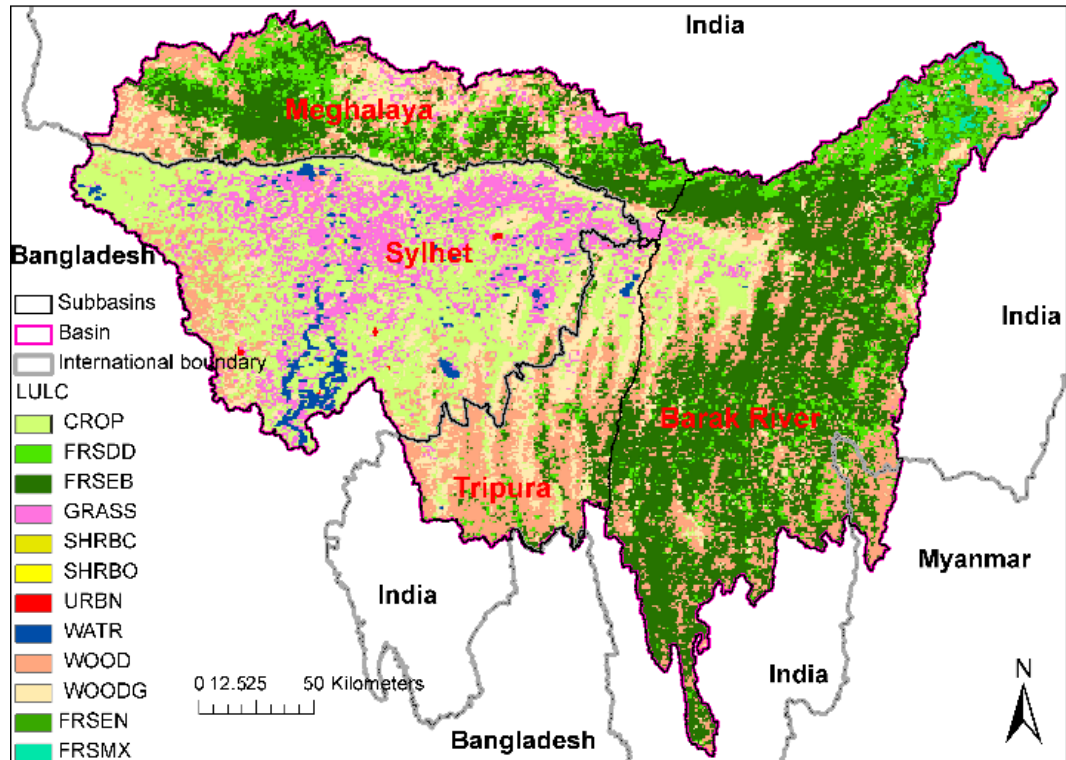 India
Meghalaya
Sylhet
Bangladesh
Subbasins
Basin
International boundary
India
LULC
CROP
FRSDD
FRSEB
GRASS
SHRBC
SHRBO
URBN
WATR
WOOD
WOODG
FRSEN
FRSMX
Barak River
Tripura
Myanmar
India
India
N
0 12.525 50 Kilometers
Bangladesh